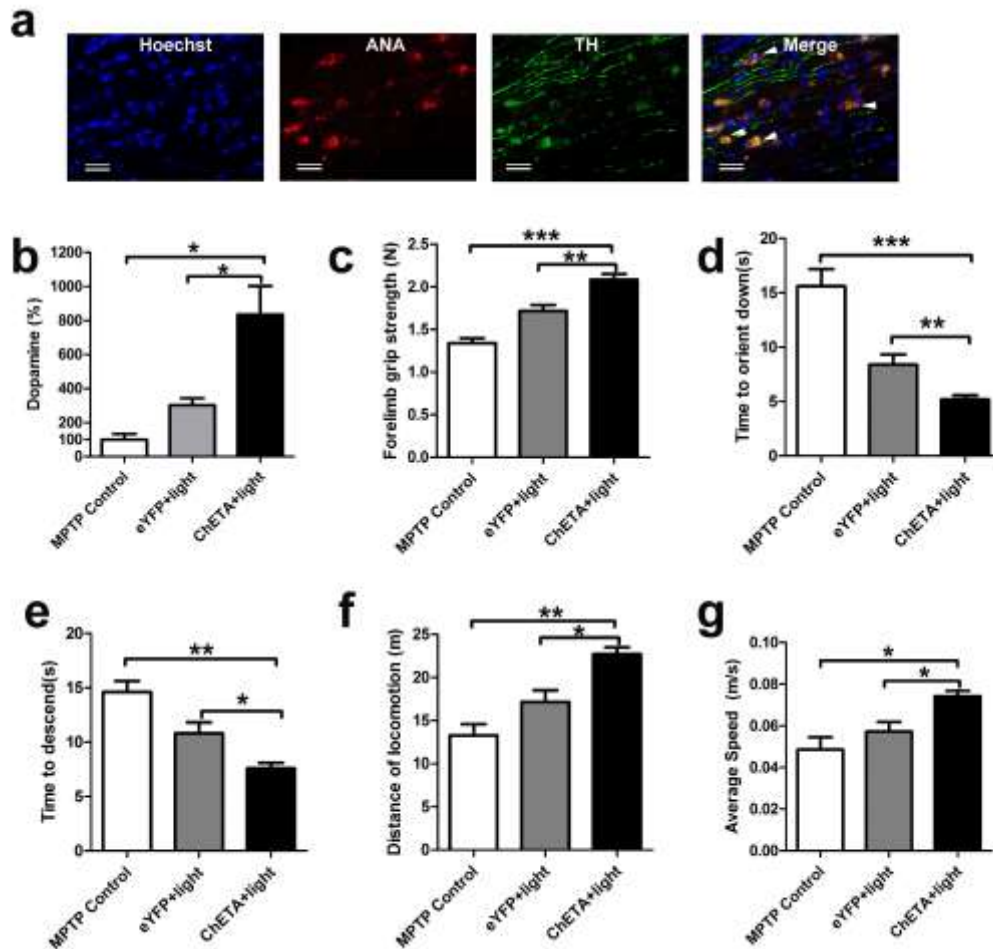 a
Hoechst
ANA
TH
Merge
b
Dopamine (%)
1200
1000
800
600
400
200
100
0
*
*
MPTP Control
eYFP+light
ChETA+light
c
Forelimb grip strength (N)
2.5
2.0
1.5
1.0
0.5
0.0
***
**
MPTP Control
eYFP+light
ChETA+light
d
Time to orient down(s)
20
15
10
5
0
***
**
MPTP Control
eYFP+light
ChETA+light
e
Time to descend(s)
20
15
10
5
0
**
*
MPTP Control
eYFP+light
ChETA+light
f
Distance of locomotion (m)
25
20
15
10
5
0
**
*
MPTP Control
eYFP+light
ChETA+light
g
Average Speed (m/s)
0.10
0.08
0.06
0.04
0.02
0.00
*
*
MPTP Control
eYFP+light
ChETA+light